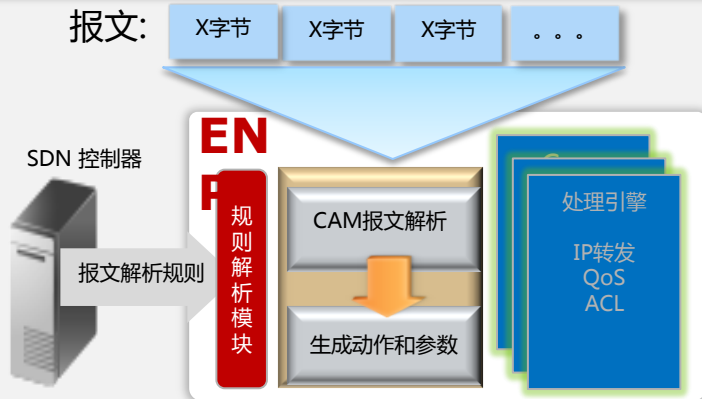 报文:
X字节
X字节
X字节
。。。
EN
P
SDN 控制器
报文解析规则
规则解析模块
CAM报文解析
生成动作和参数
处理引擎
IP转发
QoS
ACL